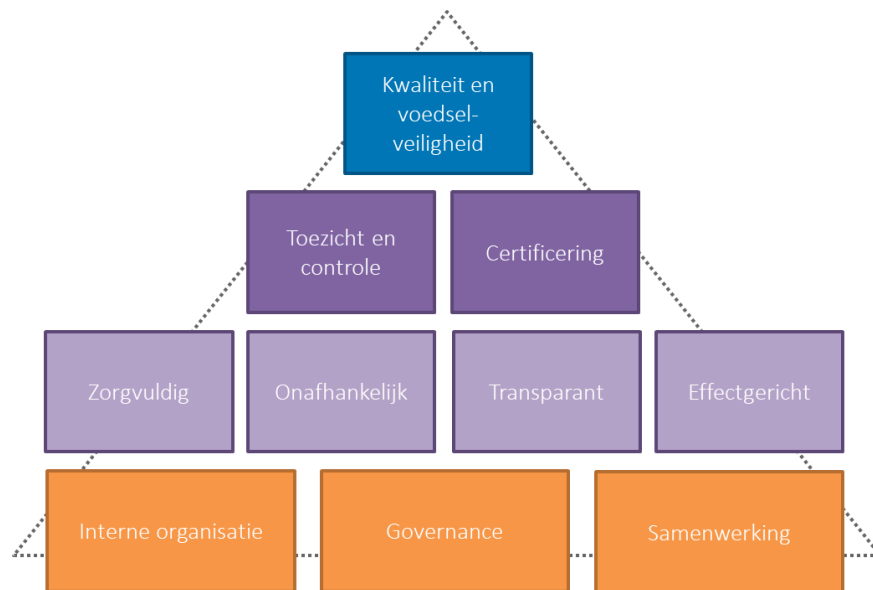 Kwaliteit en
voedsel-
veiligheid
Toezicht en
controle
Certificering
Zorgvuldig
Onafhankelijk
Transparant
Effectgericht
Interne organisatie
Governance
Samenwerking